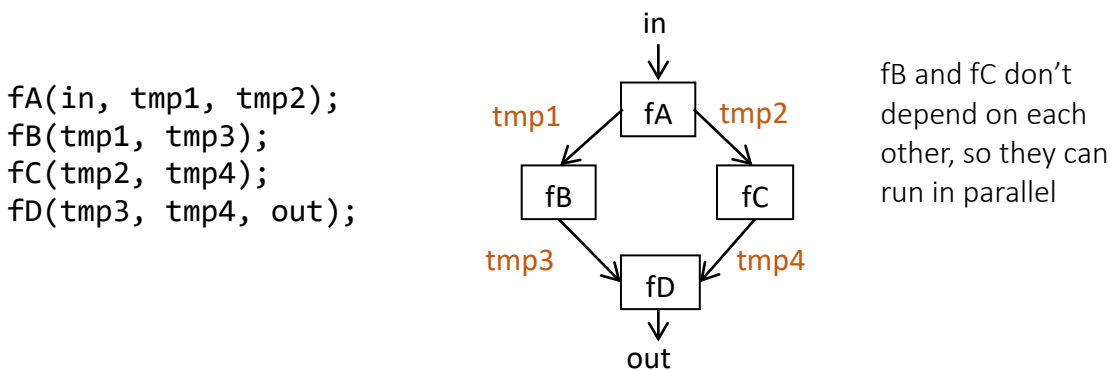 fA(in, tmp1, tmp2);
fB(tmp1, tmp3);
fC(tmp2, tmp4);
fD(tmp3, tmp4, out);
in
fA
tmp1
tmp2
fB
fC
tmp3
tmp4
fD
out
fB and fC don’t
depend on each
other, so they can
run in parallel